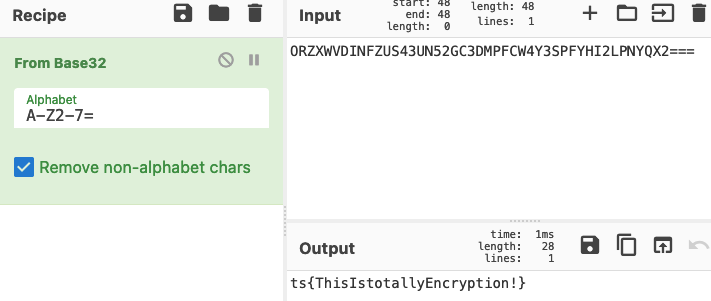 Recipe
From Base32
Alphabet
A-Z2-7=
Remove non-alphabet chars
Input
start: 48
end: 48
length: 0
length: 48
lines: 1
ORZXWVDINFZUS43UN52GC3DMPFCW4Y3SPFYHI2LPNYQX2===
Output
time: 1ms
length: 28
lines: 1
ts{ThisIstotallyEncryption!}